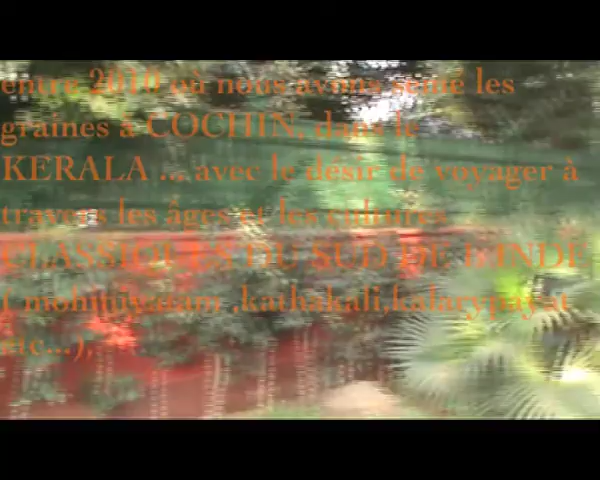 entre 2010 où nous avons semé les
graines à COCHIN, dans le
KERALA ... avec le désir de voyager à
travers les âges et les cultures
CLASSIQUES DU SUD DE L'INDE
( mohiniyatam ,kathakali,kalarypayat
etc...),